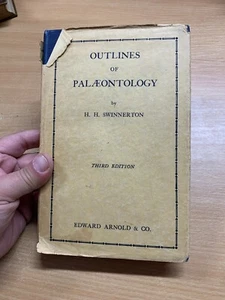 OUTLINES
OF
PALÆONTOLOGY
by
H. H. SWINNERTON
THIRD EDITION
EDWARD ARNOLD & CO.